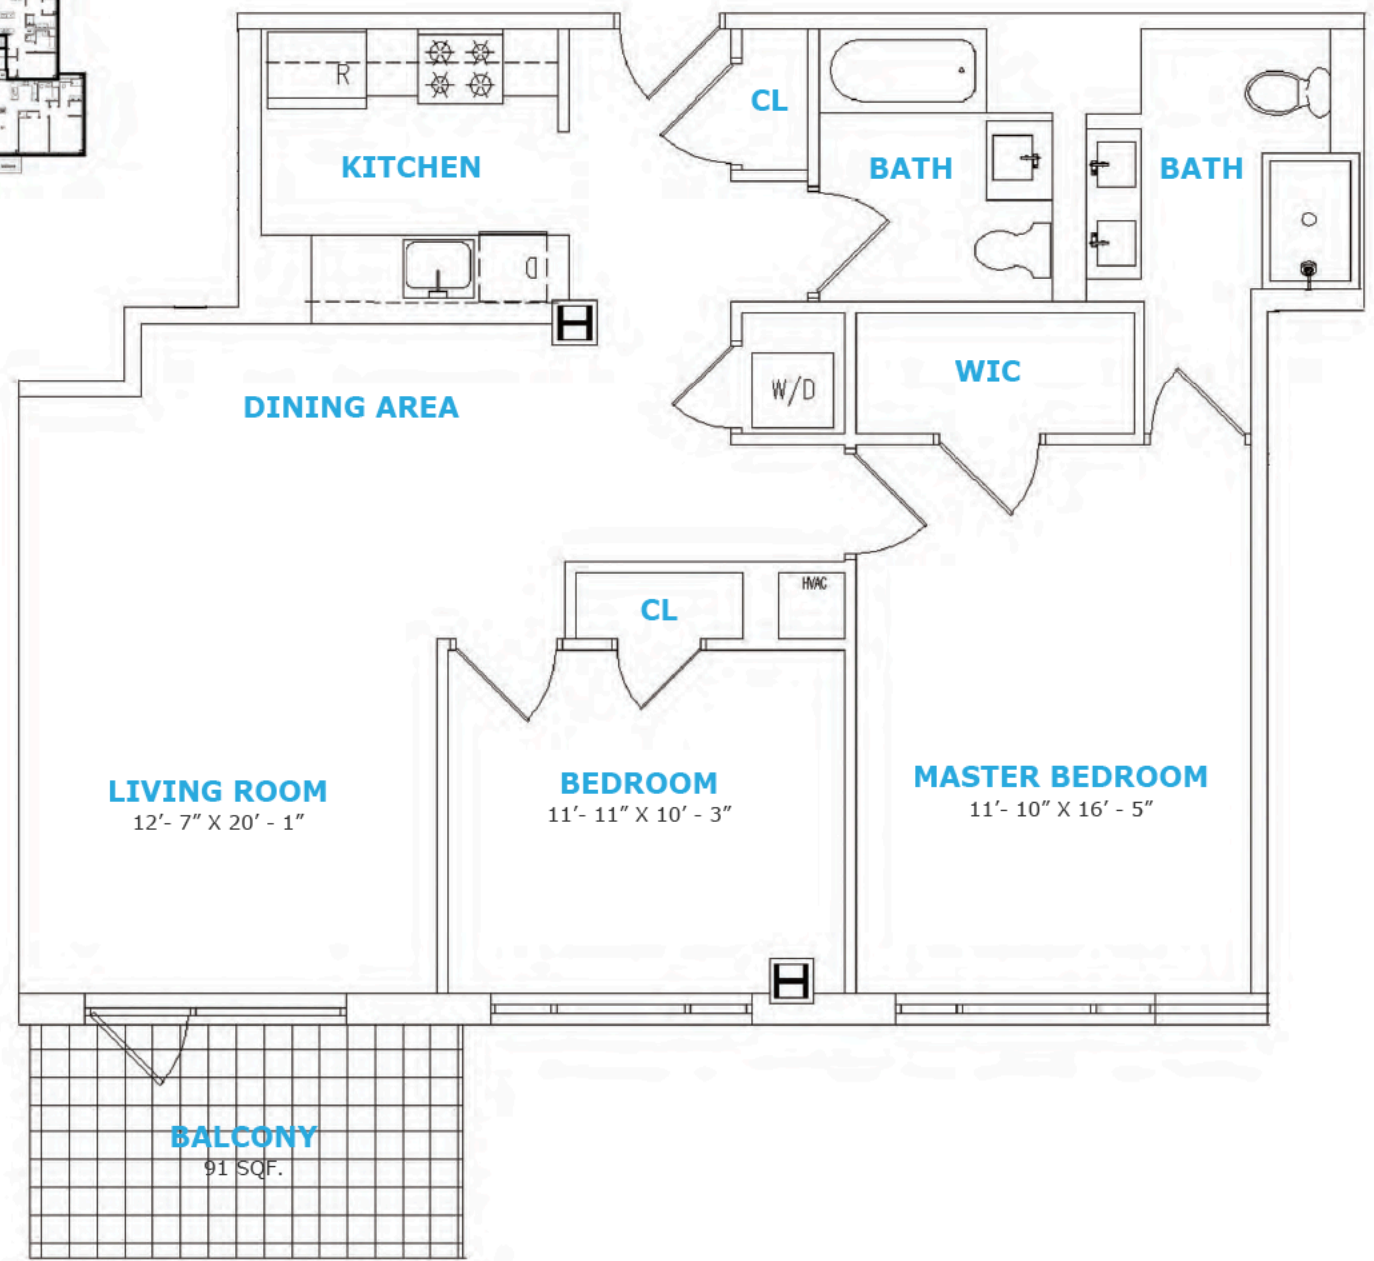 R
CL
KITCHEN
BATH
BATH
D
WIC
W/D
DINING AREA
HVAC
CL
LIVING ROOM
12'- 7" X 20' - 1"
BEDROOM
11'- 11" X 10' - 3"
MASTER BEDROOM
11'- 10" X 16' - 5"
BALCONY
91 SQF.